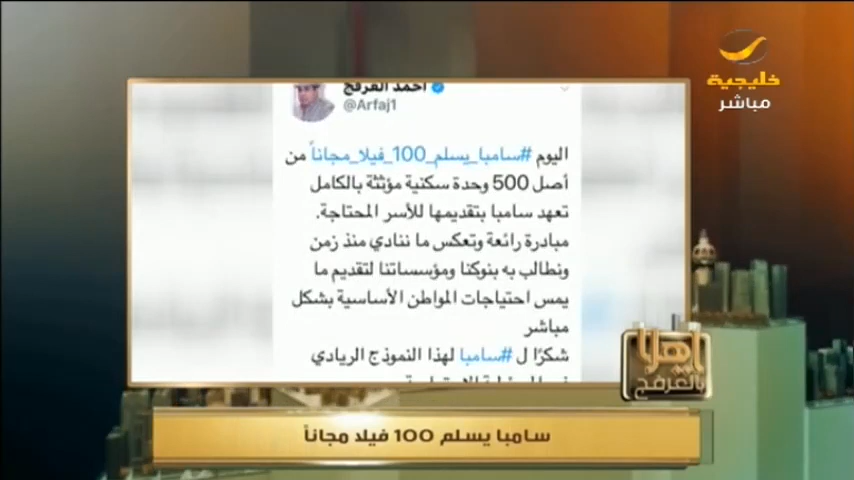 خليجية
مباشر
أحمد العرفج
@Arfaj1
اليوم #سامبا_يسلم_100_فيلا_مجاناً من
أصل 500 وحدة سكنية مؤثثة بالكامل
تعهد سامبا بتقديمها للأسر المحتاجة.
مبادرة رائعة وتعكس ما ننادي منذ زمن
ونطالب به بنوكنا ومؤسساتنا لتقديم ما
يمس احتياجات المواطن الأساسية بشكل
مباشر
شكرًا ل #سامبا لهذا النموذج الريادي
ياهلا
بالعرفج
سامبا يسلم 100 فيلا مجاناً